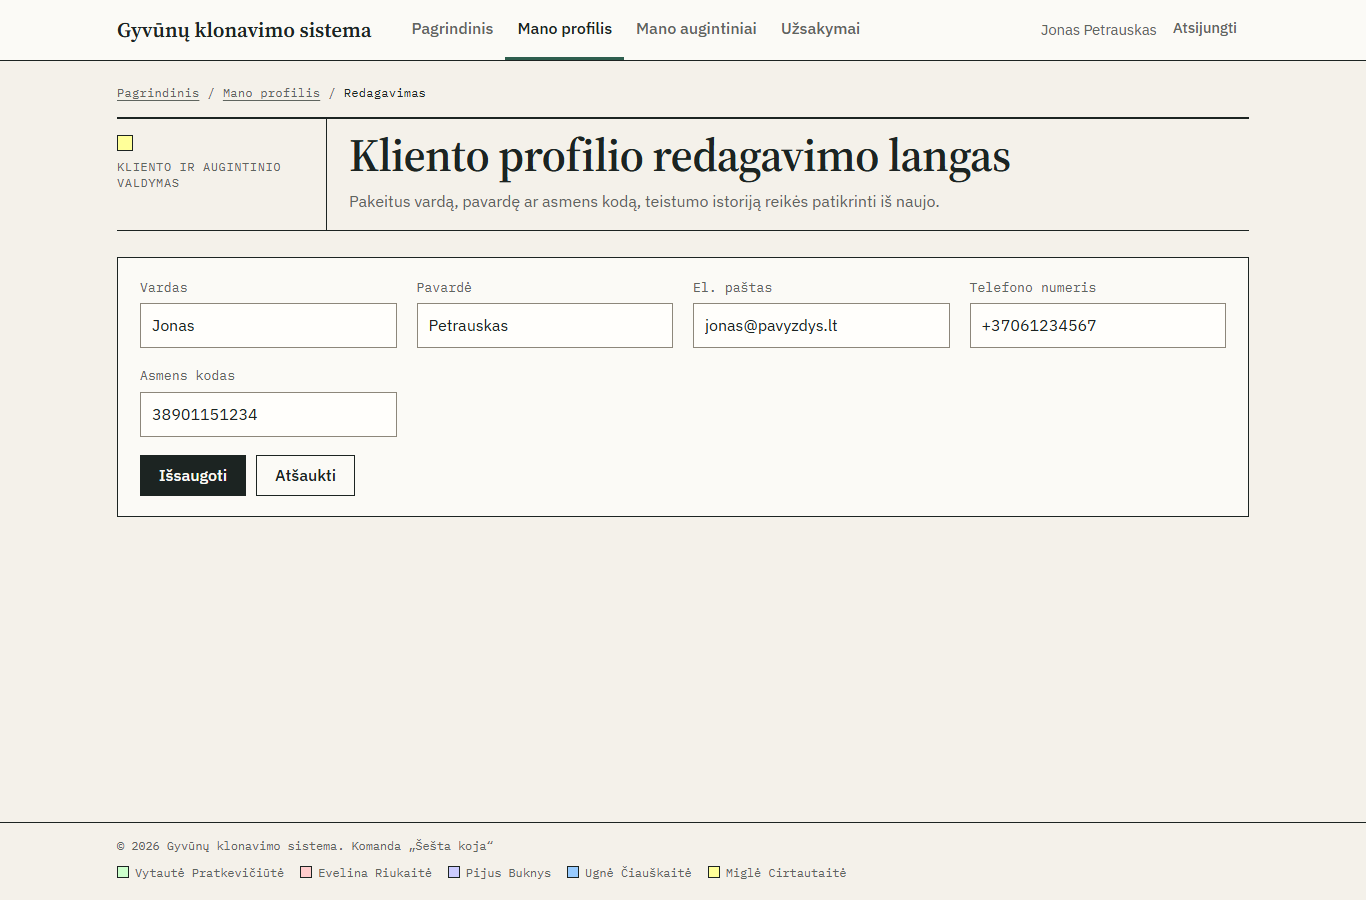 Gyvūnų klonavimo sistema Pagrindinis Mano profilis Mano augintiniai Užsakymai Jonas Petrauskas Atsijungti
Pagrindinis / Mano profilis / Redagavimas
KLIENTO IR AUGINTINIO
VALDYMAS
Kliento profilio redagavimo langas
Pakeitus vardą, pavardę ar asmens kodą, teistumo istoriją reikės patikrinti iš naujo.
Vardas Pavardė El. paštas Telefono numeris
Jonas Petrauskas jonas@pavyzdys.lt +37061234567
Asmens kodas
38901151234
Išsaugoti Atšaukti
© 2026 Gyvūnų klonavimo sistema. Komanda „Šešta koja“
Vytautė Pratkevičiūtė Evelina Riukaitė Pijus Buknys Ugnė Čiauškaitė Miglė Cirtautaitė